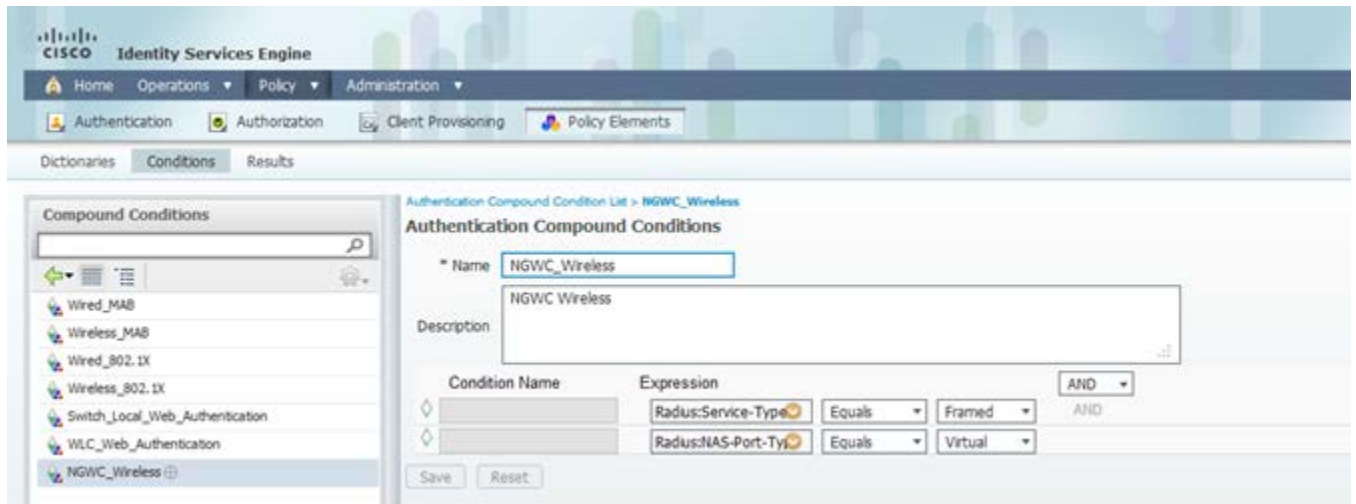 CISCO Identity Services Engine
Home Operations Policy Administration
Authentication Authorization Client Provisioning Policy Elements
Dictionaries Conditions Results
Compound Conditions
Wired_MAB
Wireless_MAB
Wired_802.1X
Wireless_802.1X
Switch_Local_Web_Authentication
WLC_Web_Authentication
NGWC_Wireless
Authentication Compound Condition List > NGWC_Wireless
Authentication Compound Conditions
* Name NGWC_Wireless
Description NGWC Wireless
Condition Name Expression AND
Radius:Service-Type Equals Framed AND
Radius:NAS-Port-Ty Equals Virtual
Save Reset